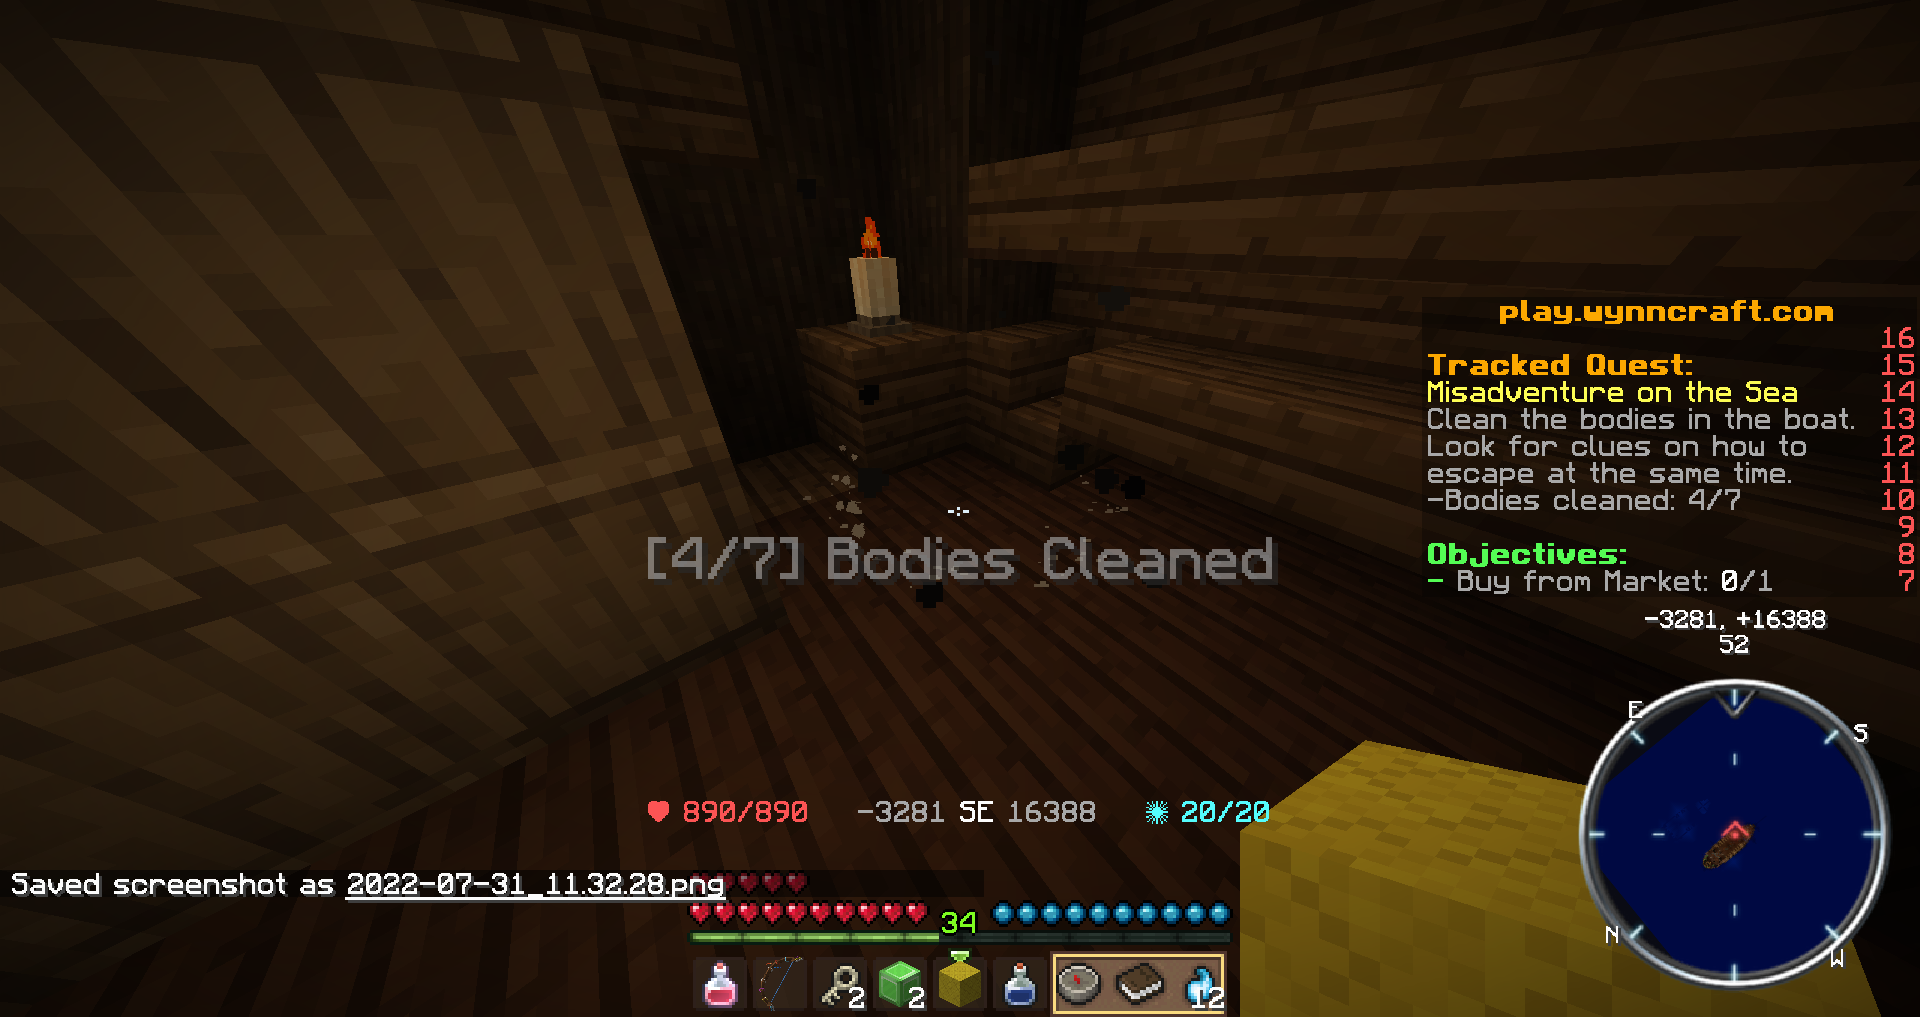 play.wynncraft.com
16
Tracked Quest: 15
Misadventure on the Sea 14
Clean the bodies in the boat. 13
Look for clues on how to 12
escape at the same time. 11
-Bodies cleaned: 4/7 10
9
Objectives: 8
- Buy from Market: 0/1 7
[4/7] Bodies Cleaned
-3281, +16388
52
E
S
N
W
890/890 -3281 SE 16388 20/20
Saved screenshot as 2022-07-31_11.32.28.png
34
2
2
12